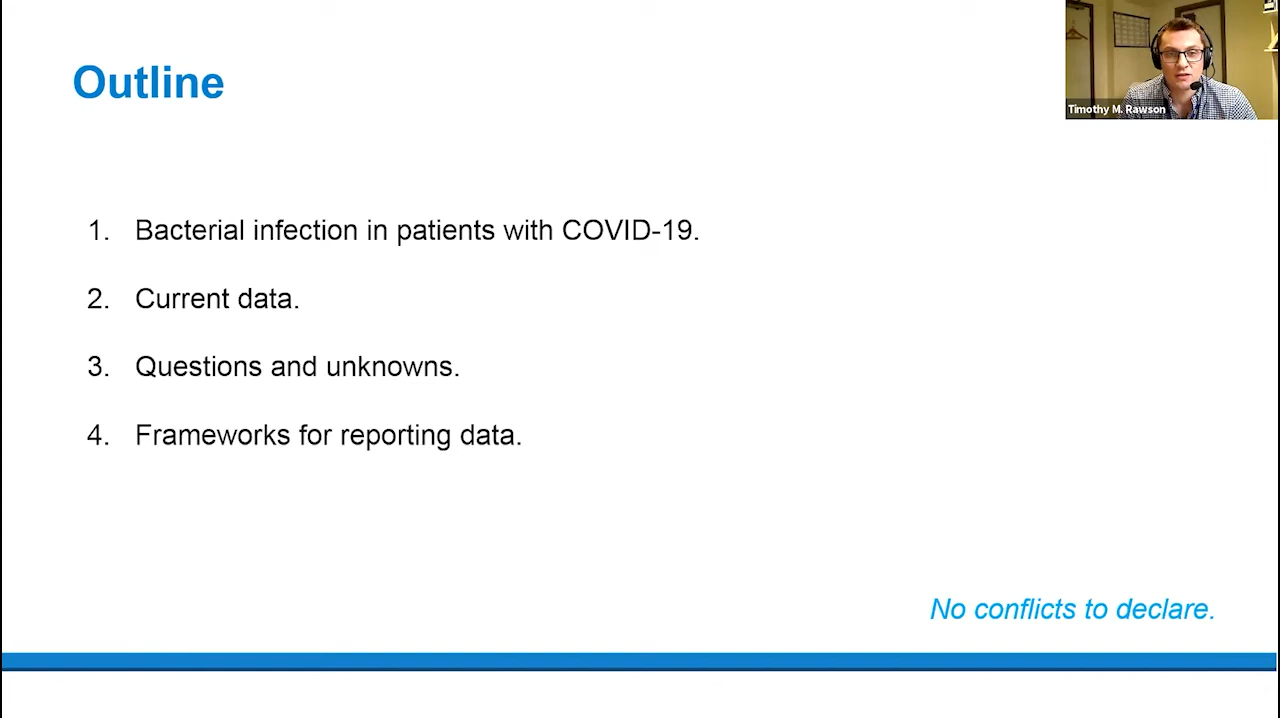 Outline
Timothy M. Rawson
1. Bacterial infection in patients with COVID-19.
2. Current data.
3. Questions and unknowns.
4. Frameworks for reporting data.
No conflicts to declare.